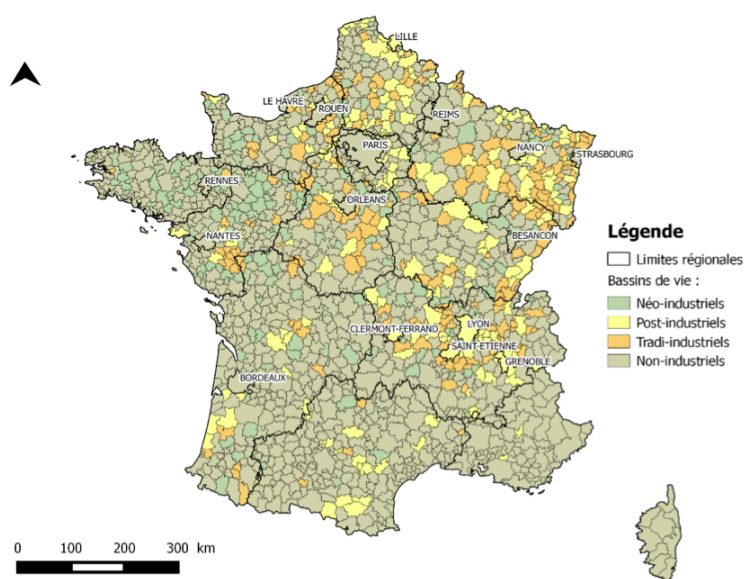 LILLE
LE HAVRE
ROUEN
REIMS
PARIS
NANCY
STRASBOURG
RENNES
ORLEANS
NANTES
BESANCON
Légende
Limites régionales
Bassins de vie :
Néo-industriels
Post-industriels
Tradi-industriels
Non-industriels
CLERMONT-FERRAND
LYON
SAINT-ETIENNE
GRENOBLE
BORDEAUX
0 100 200 300 km